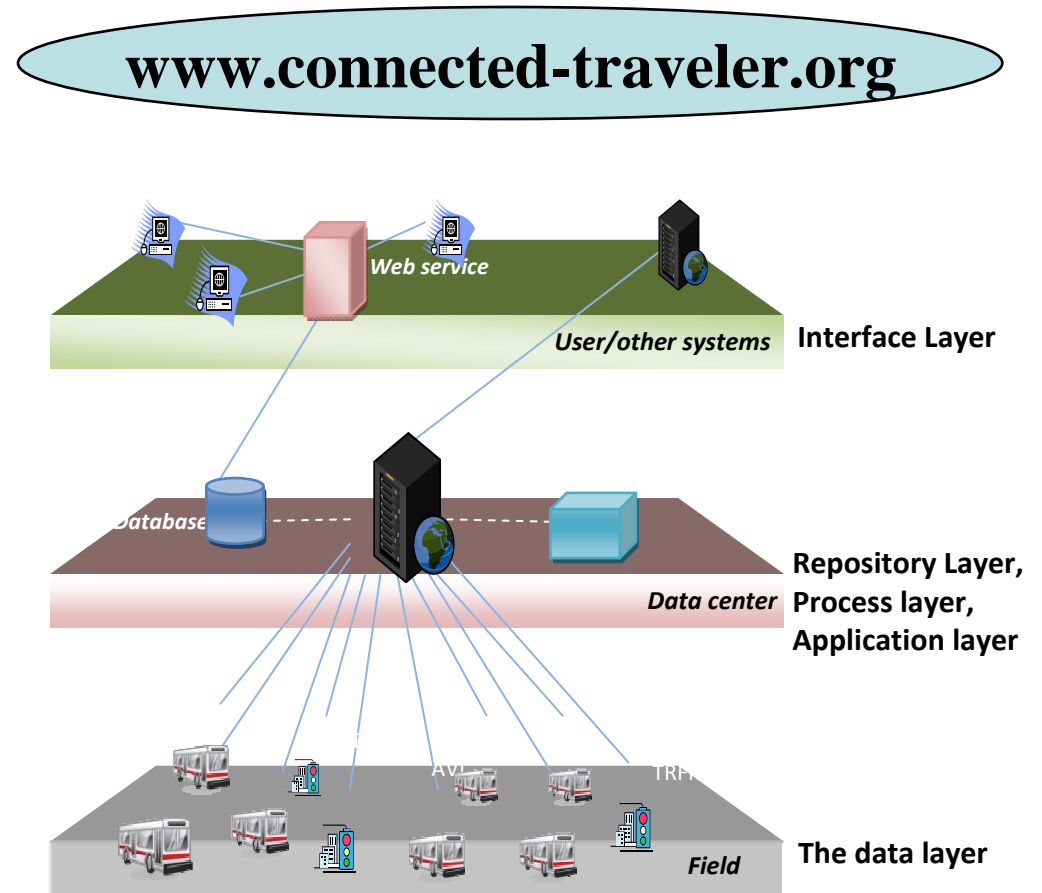 www.connected-traveler.org
Web service
User/other systems
Interface Layer
Database
Repository Layer,
Process layer,
Application layer
Data center
The data layer
Field